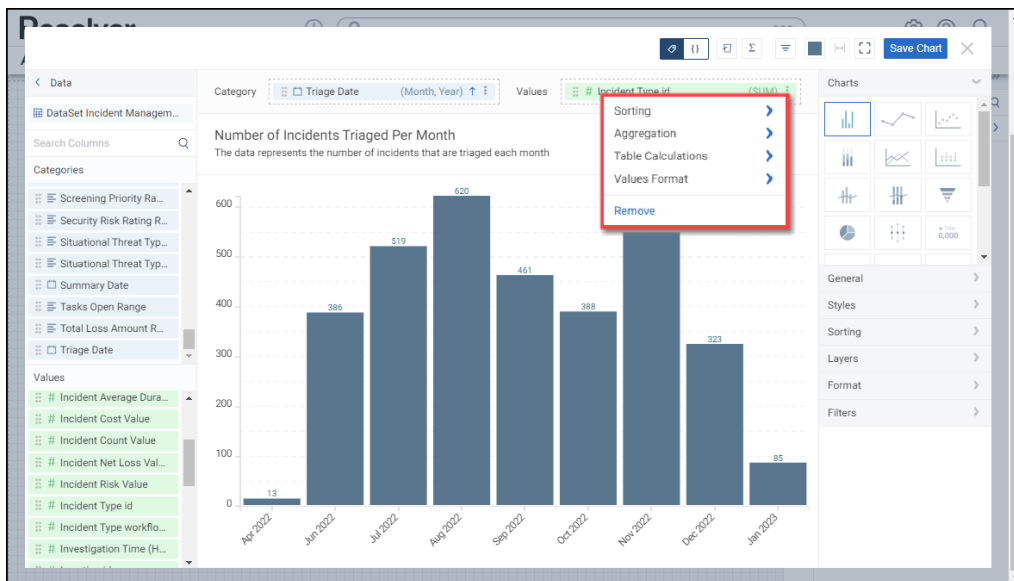 Resolver
Save Chart
Data
DataSet Incident Managem...
Search Columns
Categories
Screening Priority Ra...
Security Risk Rating R...
Situational Threat Typ...
Situational Threat Typ...
Summary Date
Tasks Open Range
Total Loss Amount R...
Triage Date
Values
# Incident Average Dura...
# Incident Cost Value
# Incident Count Value
# Incident Net Loss Val...
# Incident Risk Value
# Incident Type id
# Incident Type workflo...
# Investigation Time (H...
Category Triage Date (Month, Year) Values # Incident Type id (SUM)
Sorting
Aggregation
Table Calculations
Values Format
Remove
Number of Incidents Triaged Per Month
The data represents the number of incidents that are triaged each month
600
500
400
300
200
100
0
13
386
519
620
461
388
323
85
Apr 2022
Jun 2022
Jul 2022
Aug 2022
Sep 2022
Oct 2022
Nov 2022
Dec 2022
Jan 2023
Charts
Total
0,000
General
Styles
Sorting
Layers
Format
Filters